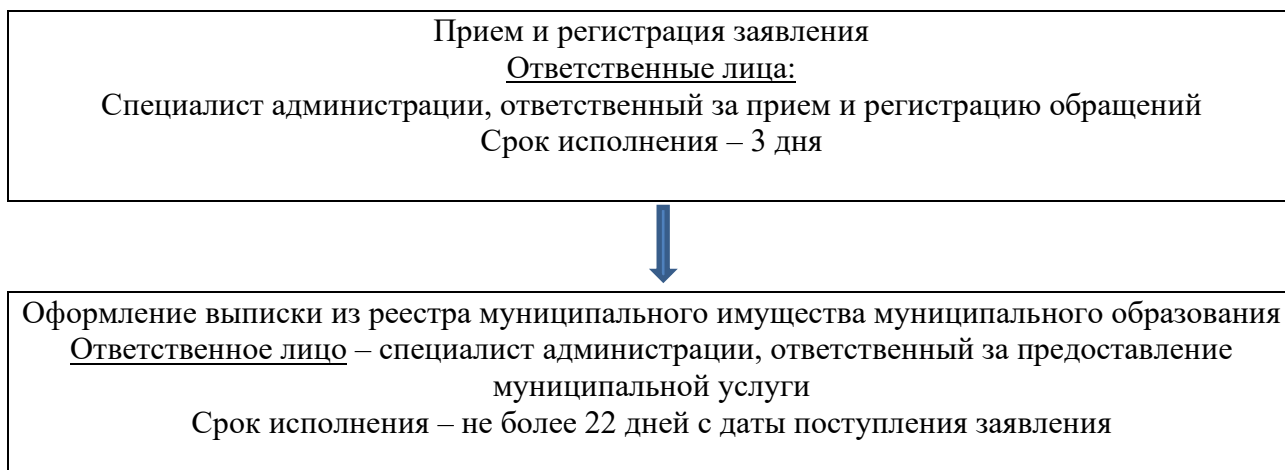 Прием и регистрация заявления
Ответственные лица:
Специалист администрации, ответственный за прием и регистрацию обращений
Срок исполнения – 3 дня
Оформление выписки из реестра муниципального имущества муниципального образования
Ответственное лицо – специалист администрации, ответственный за предоставление
муниципальной услуги
Срок исполнения – не более 22 дней с даты поступления заявления